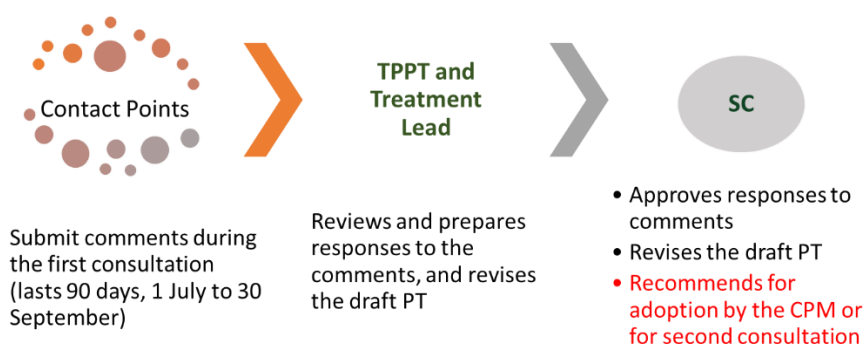 Contact Points
Submit comments during
the first consultation
(lasts 90 days, 1 July to 30
September)
TPPT and
Treatment
Lead
Reviews and prepares
responses to the
comments, and revises
the draft PT
SC
• Approves responses to
comments
• Revises the draft PT
• Recommends for
adoption by the CPM or
for second consultation